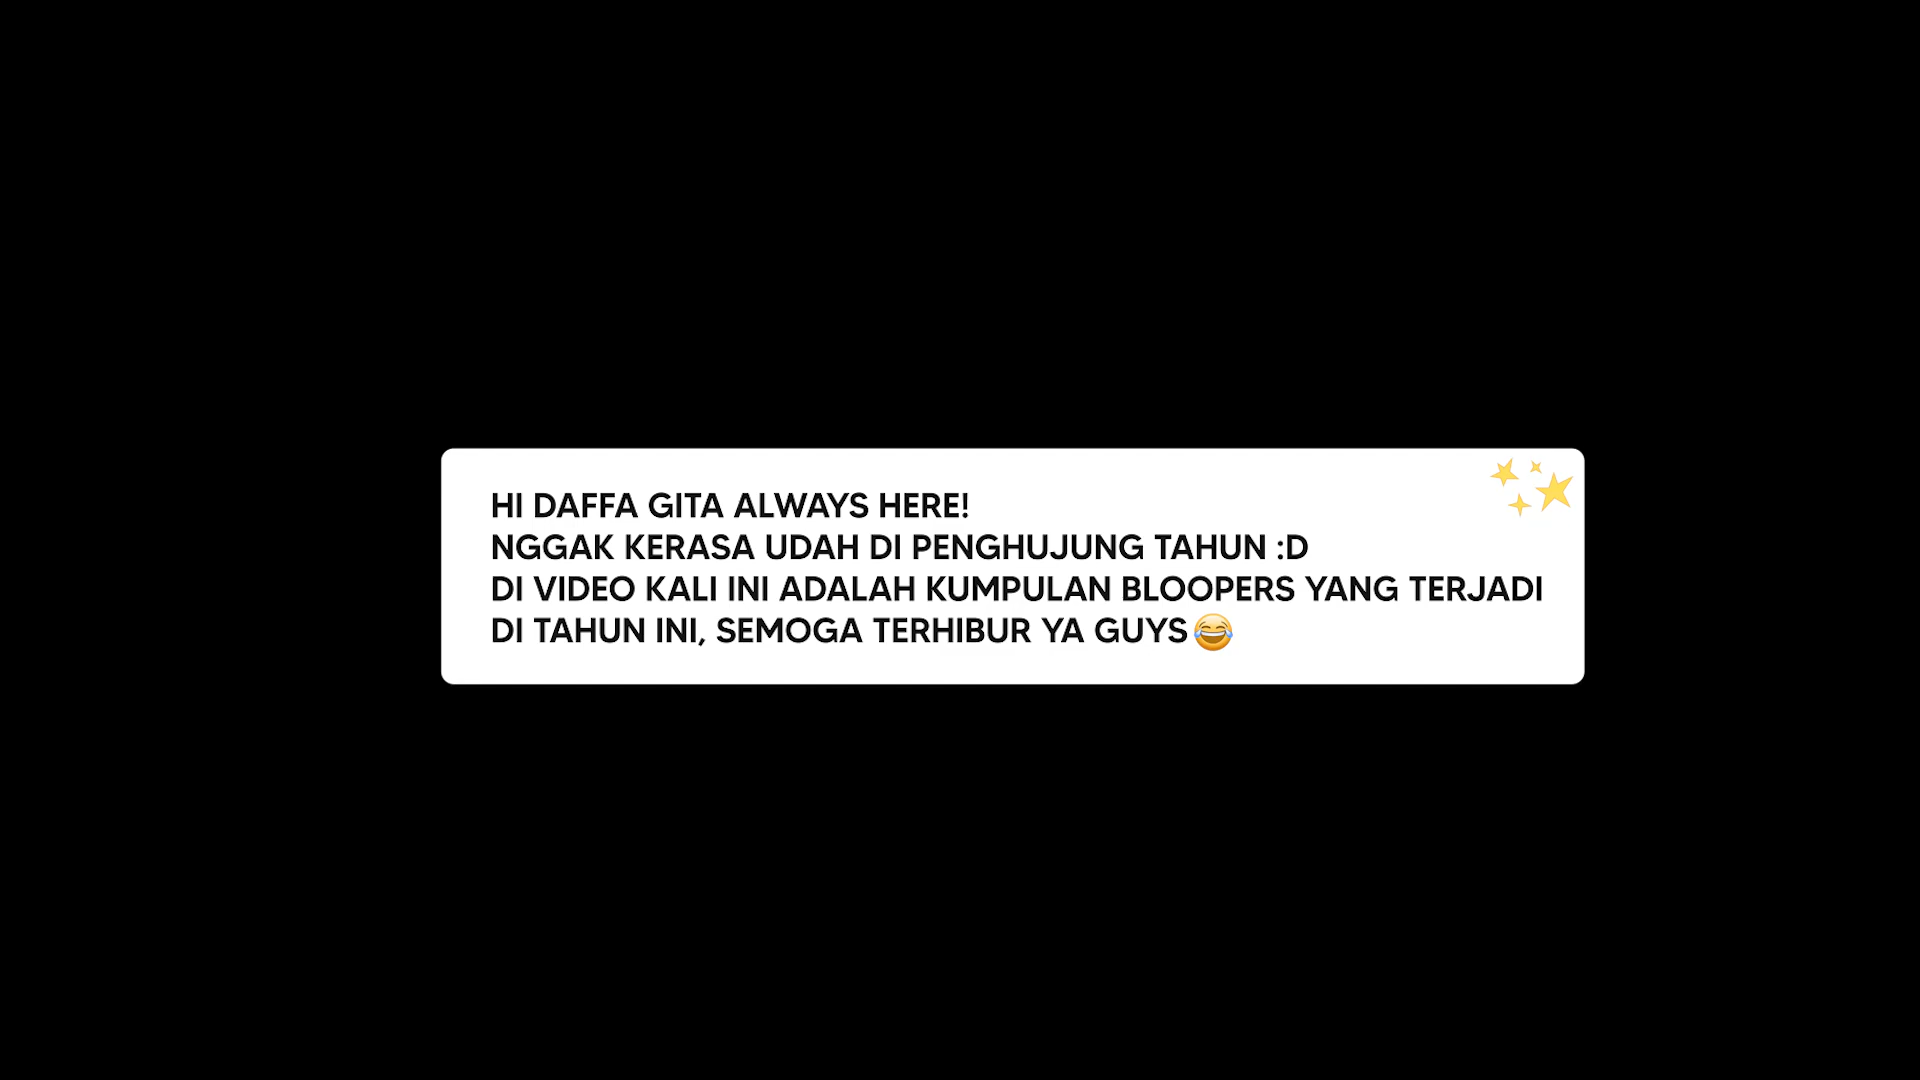 HI DAFFA GITA ALWAYS HERE!
NGGAK KERASA UDAH DI PENGHUJUNG TAHUN :D
DI VIDEO KALI INI ADALAH KUMPULAN BLOOPERS YANG TERJADI
DI TAHUN INI, SEMOGA TERHIBUR YA GUYS😂